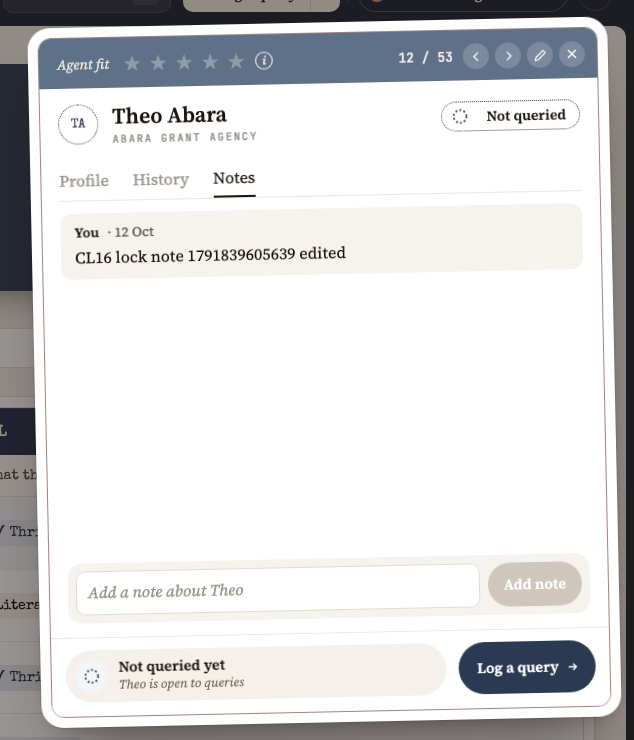 Agent fit
12 / 53
TA
Theo Abara
ABARA GRANT AGENCY
Not queried
Profile
History
Notes
You · 12 Oct
CL16 lock note 1791839605639 edited
Add a note about Theo
Add note
Not queried yet
Theo is open to queries
Log a query →